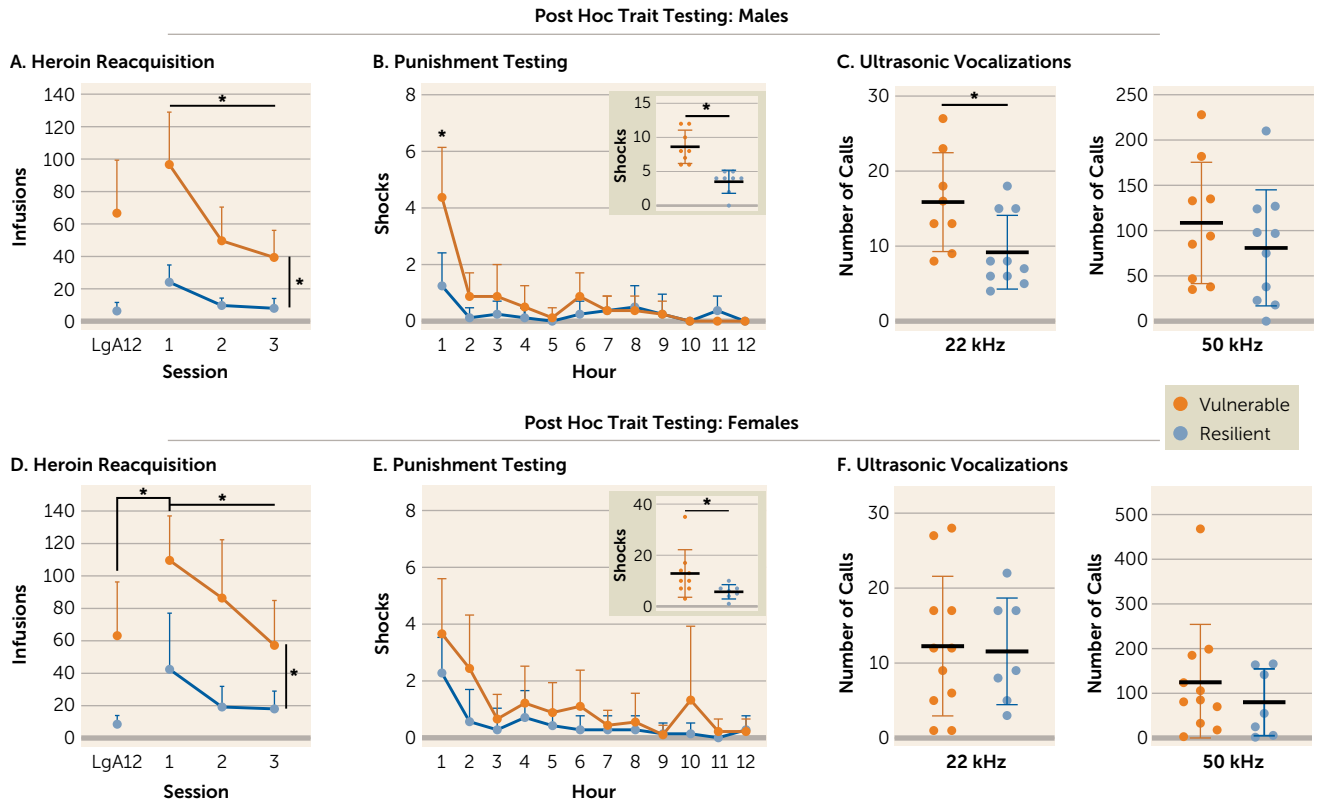 Post Hoc Trait Testing: Males
A. Heroin Reacquisition
Infusions
140
120
100
80
60
40
20
0
*
*
LgA12 1 2 3
Session
B. Punishment Testing
Shocks
8
6
4
2
0
*
1 2 3 4 5 6 7 8 9 10 11 12
Hour
Shocks
15
10
5
0
*
C. Ultrasonic Vocalizations
Number of Calls
30
20
10
0
*
22 kHz
Number of Calls
250
200
150
100
50
0
50 kHz
Vulnerable
Resilient
Post Hoc Trait Testing: Females
D. Heroin Reacquisition
Infusions
140
120
100
80
60
40
20
0
*
*
*
LgA12 1 2 3
Session
E. Punishment Testing
Shocks
8
6
4
2
0
1 2 3 4 5 6 7 8 9 10 11 12
Hour
Shocks
40
20
0
*
F. Ultrasonic Vocalizations
Number of Calls
30
20
10
0
22 kHz
Number of Calls
500
400
300
200
100
0
50 kHz